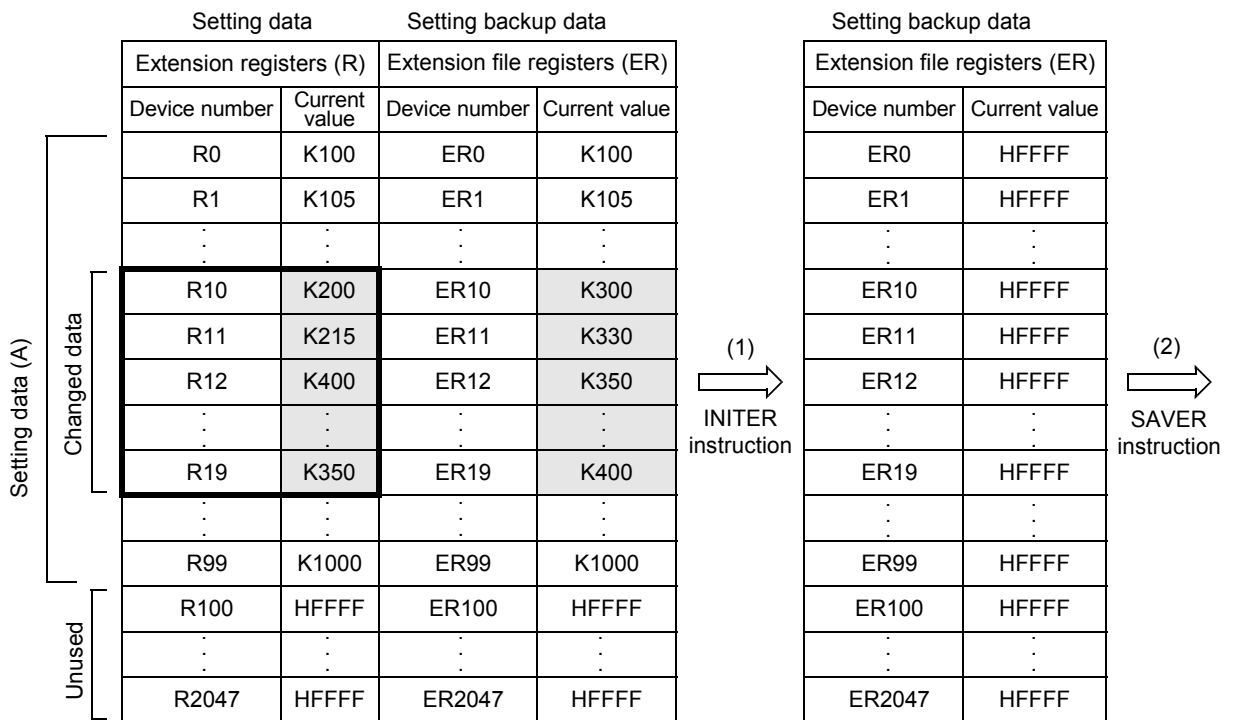 Setting data Setting backup data Setting backup data
Extension registers (R) Extension file registers (ER) Extension file registers (ER)
Device number Current value Device number Current value Device number Current value
R0 K100 ER0 K100 ER0 HFFFF
R1 K105 ER1 K105 ER1 HFFFF
: : : : : :
R10 K200 ER10 K300 ER10 HFFFF
R11 K215 ER11 K330 ER11 HFFFF
R12 K400 ER12 K350 ER12 HFFFF
: : : : : :
R19 K350 ER19 K400 ER19 HFFFF
: : : : : :
R99 K1000 ER99 K1000 ER99 HFFFF
R100 HFFFF ER100 HFFFF ER100 HFFFF
: : : : : :
R2047 HFFFF ER2047 HFFFF ER2047 HFFFF
Setting data (A)
Changed data
Unused
(1)
INITER
instruction
(2)
SAVER
instruction